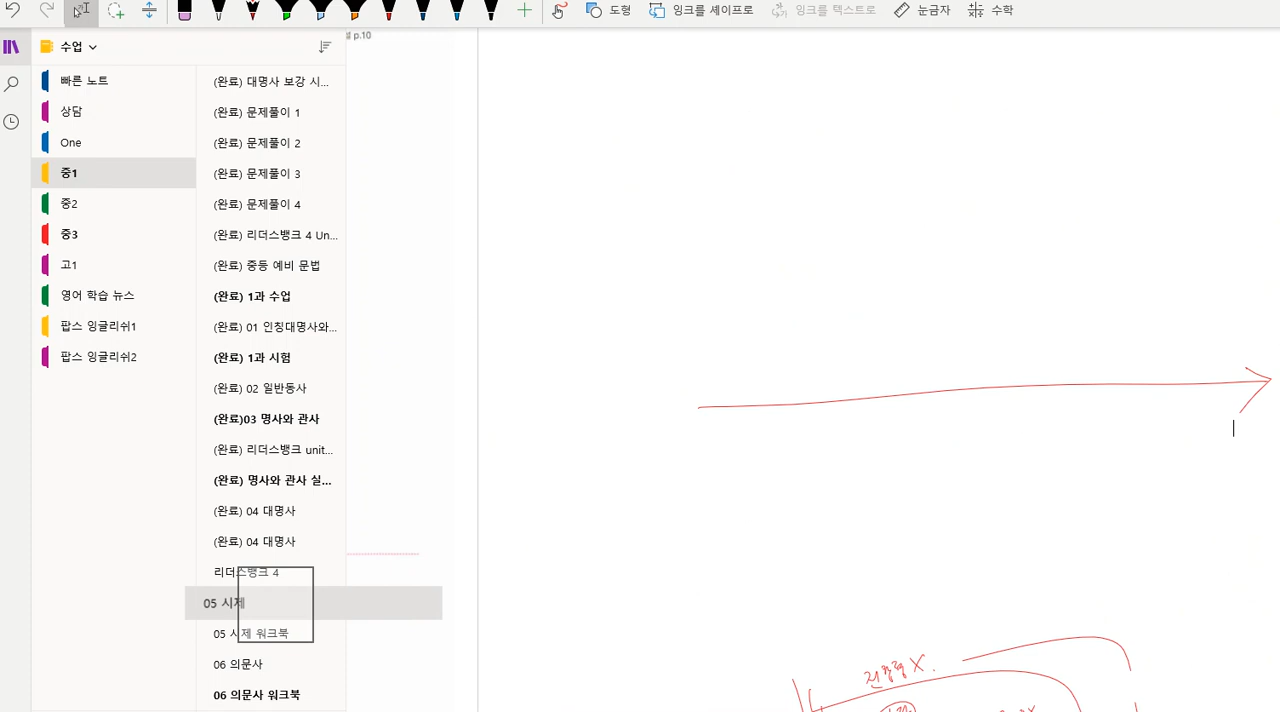 도형
잉크를 셰이프로
잉크를 텍스트로
눈금자
수학
수업
p.10
빠른 노트
상담
One
중1
중2
중3
고1
영어 학습 뉴스
팝스 잉글리쉬1
팝스 잉글리쉬2
(완료) 대명사 보강 시...
(완료) 문제풀이 1
(완료) 문제풀이 2
(완료) 문제풀이 3
(완료) 문제풀이 4
(완료) 리더스뱅크 4 Un...
(완료) 중등 예비 문법
(완료) 1과 수업
(완료) 01 인칭대명사와...
(완료) 1과 시험
(완료) 02 일반동사
(완료)03 명사와 관사
(완료) 리더스뱅크 unit...
(완료) 명사와 관사 실...
(완료) 04 대명사
(완료) 04 대명사
리더스뱅크 4
05 시제
05 시제 워크북
06 의문사
06 의문사 워크북
진행형 X.